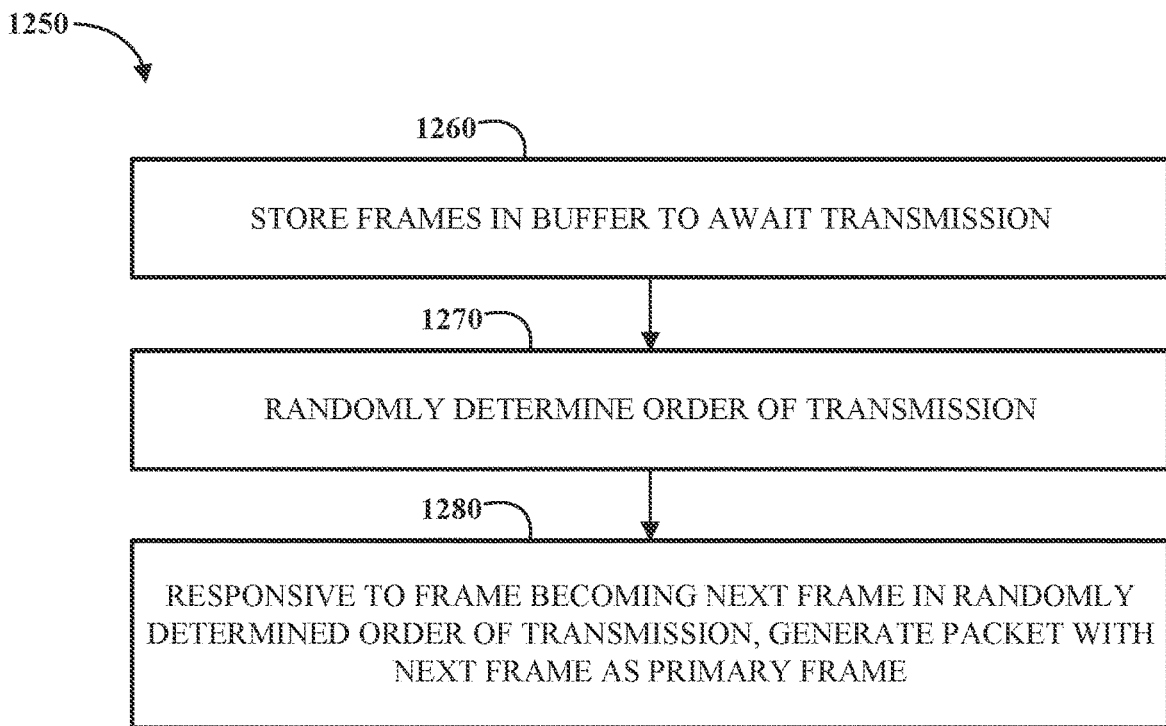 1250
1260
STORE FRAMES IN BUFFER TO AWAIT TRANSMISSION
1270
RANDOMLY DETERMINE ORDER OF TRANSMISSION
1280
RESPONSIVE TO FRAME BECOMING NEXT FRAME IN RANDOMLY
DETERMINED ORDER OF TRANSMISSION, GENERATE PACKET WITH
NEXT FRAME AS PRIMARY FRAME